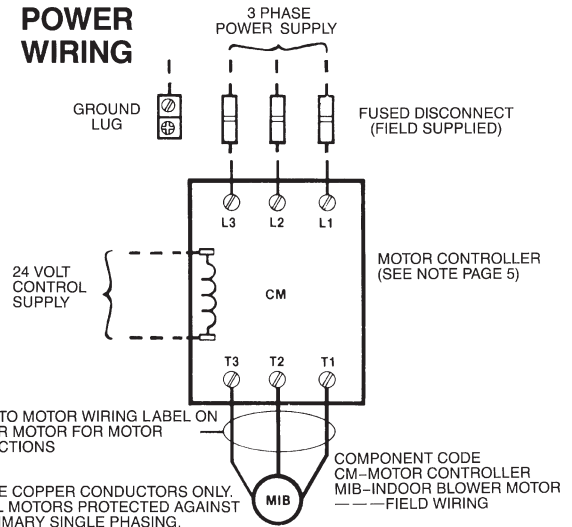 POWER
WIRING
3 PHASE
POWER SUPPLY
GROUND
LUG
FUSED DISCONNECT
(FIELD SUPPLIED)
L3 L2 L1
24 VOLT
CONTROL
SUPPLY
CM
MOTOR CONTROLLER
(SEE NOTE PAGE 5)
T3 T2 T1
TO MOTOR WIRING LABEL ON
R MOTOR FOR MOTOR
CTIONS
COMPONENT CODE
CM–MOTOR CONTROLLER
MIB–INDOOR BLOWER MOTOR
———FIELD WIRING
MIB
E COPPER CONDUCTORS ONLY.
L MOTORS PROTECTED AGAINST
IMARY SINGLE PHASING.